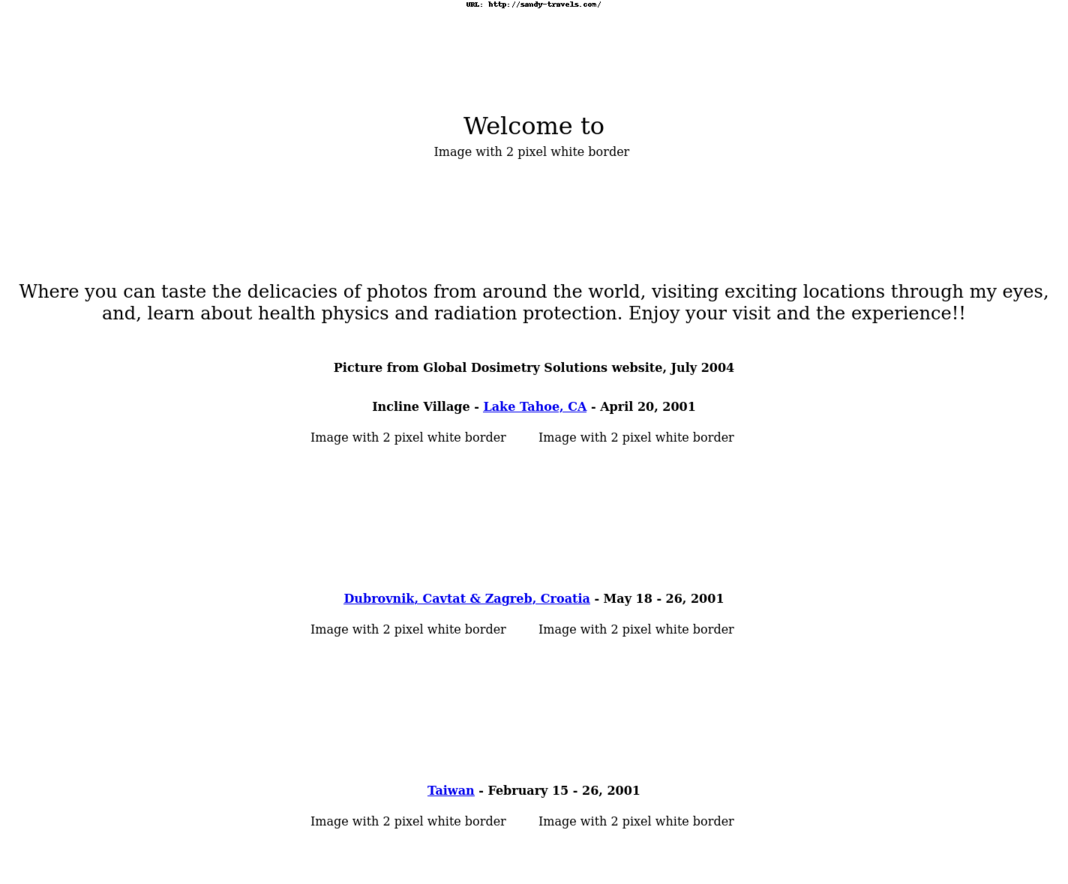 URL: http://sandy-travels.com/
Welcome to
Image with 2 pixel white border
Where you can taste the delicacies of photos from around the world, visiting exciting locations through my eyes,
and, learn about health physics and radiation protection. Enjoy your visit and the experience!!
Picture from Global Dosimetry Solutions website, July 2004
Incline Village - Lake Tahoe, CA - April 20, 2001
Image with 2 pixel white border Image with 2 pixel white border
Dubrovnik, Cavtat & Zagreb, Croatia - May 18 - 26, 2001
Image with 2 pixel white border Image with 2 pixel white border
Taiwan - February 15 - 26, 2001
Image with 2 pixel white border Image with 2 pixel white border